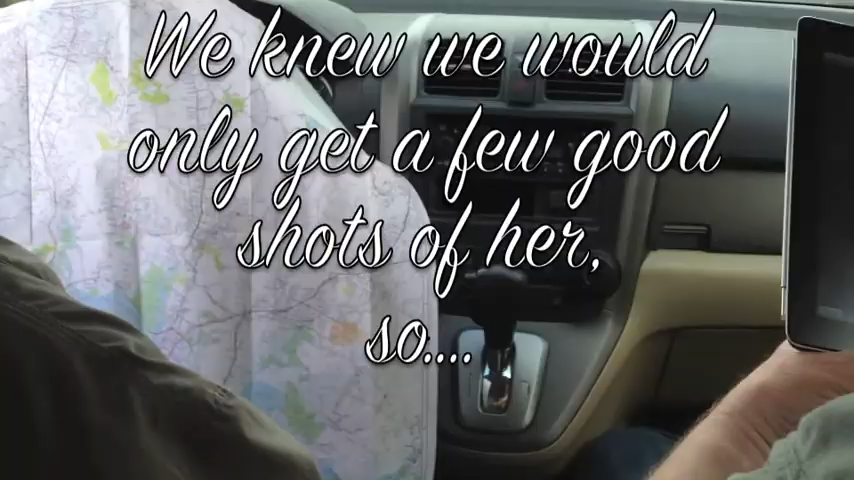 We knew we would
only get a few good
shots of her,
so....